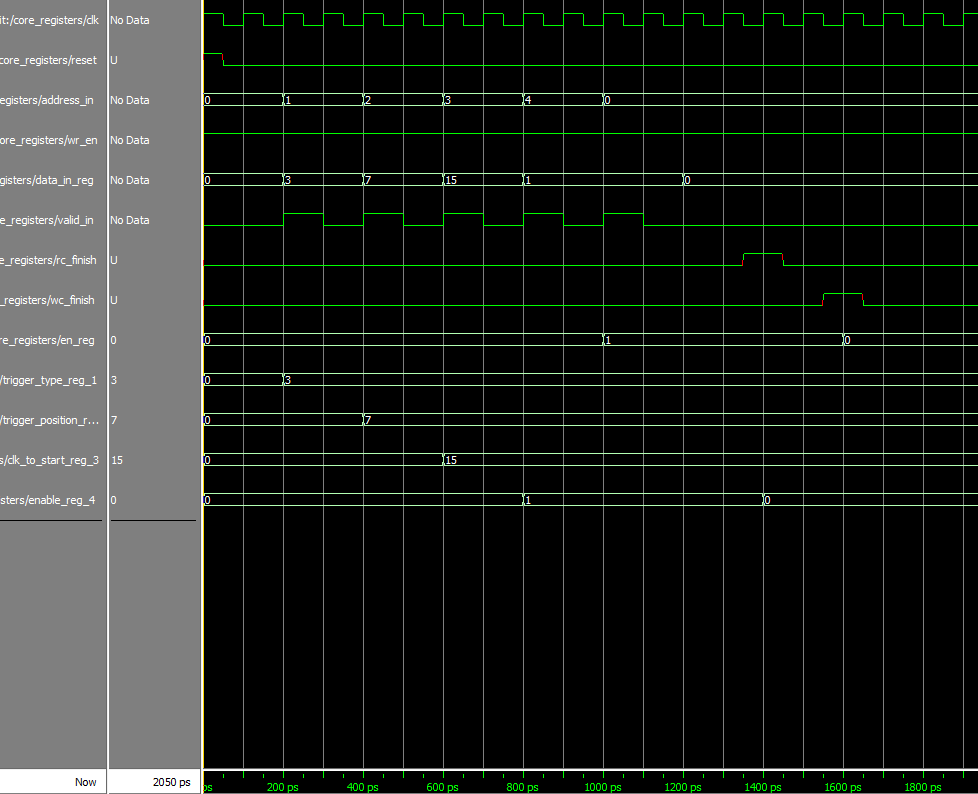 it:/core_registers/clk No Data
core_registers/reset U
egisters/address_in No Data 0 1 2 3 4 0
ore_registers/wr_en No Data
gisters/data_in_reg No Data 0 3 7 15 1 0
e_registers/valid_in No Data
e_registers/rc_finish U
_registers/wc_finish U
re_registers/en_reg 0 0 1 0
/trigger_type_reg_1 3 0 3
/trigger_position_r... 7 0 7
s/clk_to_start_reg_3 15 0 15
sters/enable_reg_4 0 0 1 0
Now 2050 ps ps 200 ps 400 ps 600 ps 800 ps 1000 ps 1200 ps 1400 ps 1600 ps 1800 ps